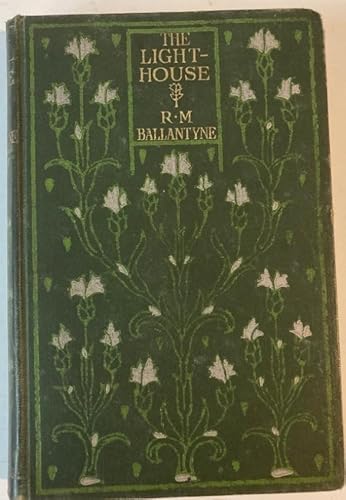 THE
LIGHT-
HOUSE
R·M
BALLANTYNE